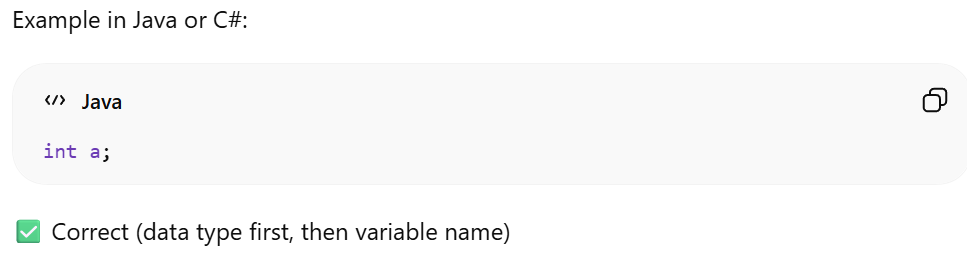 Example in Java or C#:
</> Java
int a;
✅ Correct (data type first, then variable name)